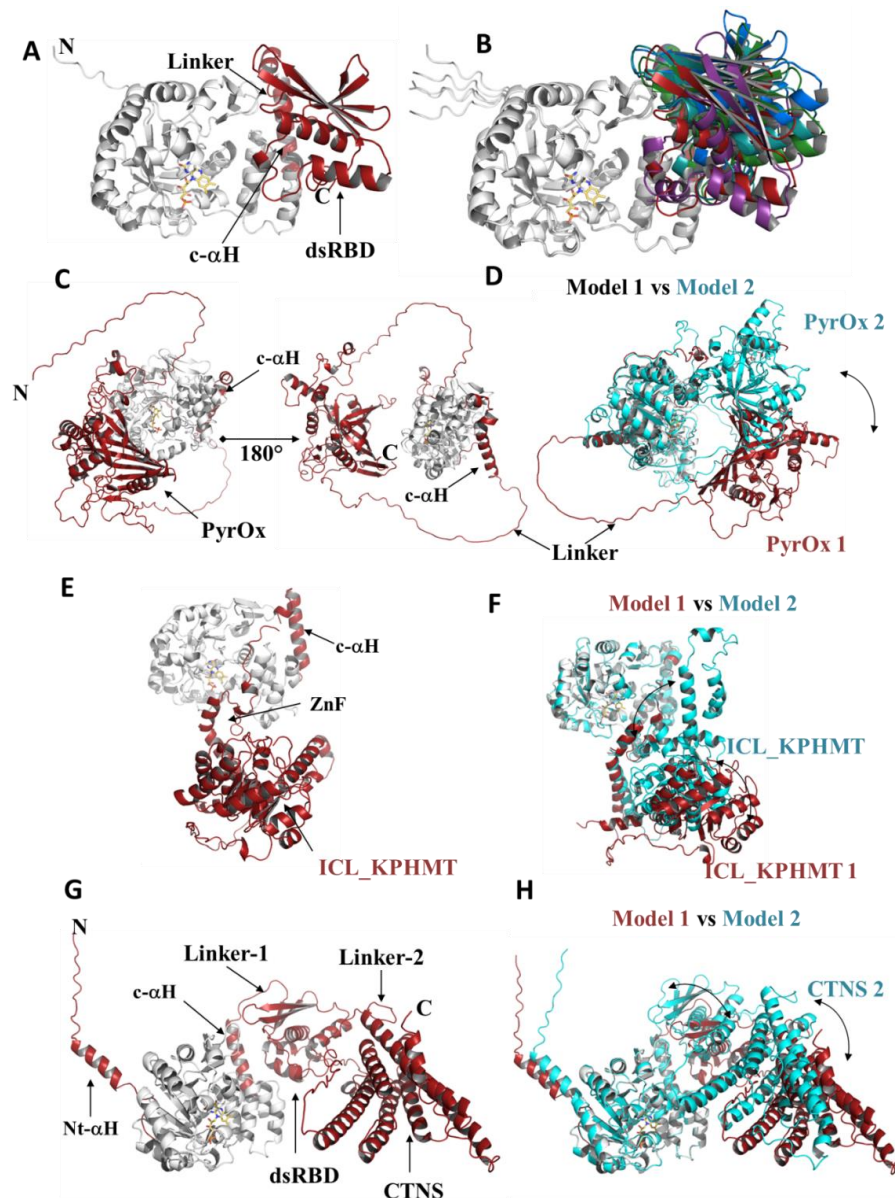 A
N
Linker
c-αH
C
dsRBD
B
C
N
c-αH
180°
PyrOx
C
c-αH
Linker
D
Model 1 vs Model 2
PyrOx 2
PyrOx 1
E
c-αH
ZnF
ICL_KPHMT
F
Model 1 vs Model 2
ICL_KPHMT
ICL_KPHMT 1
G
N
Linker-1
Linker-2
c-αH
C
Nt-αH
dsRBD
CTNS
H
Model 1 vs Model 2
CTNS 2